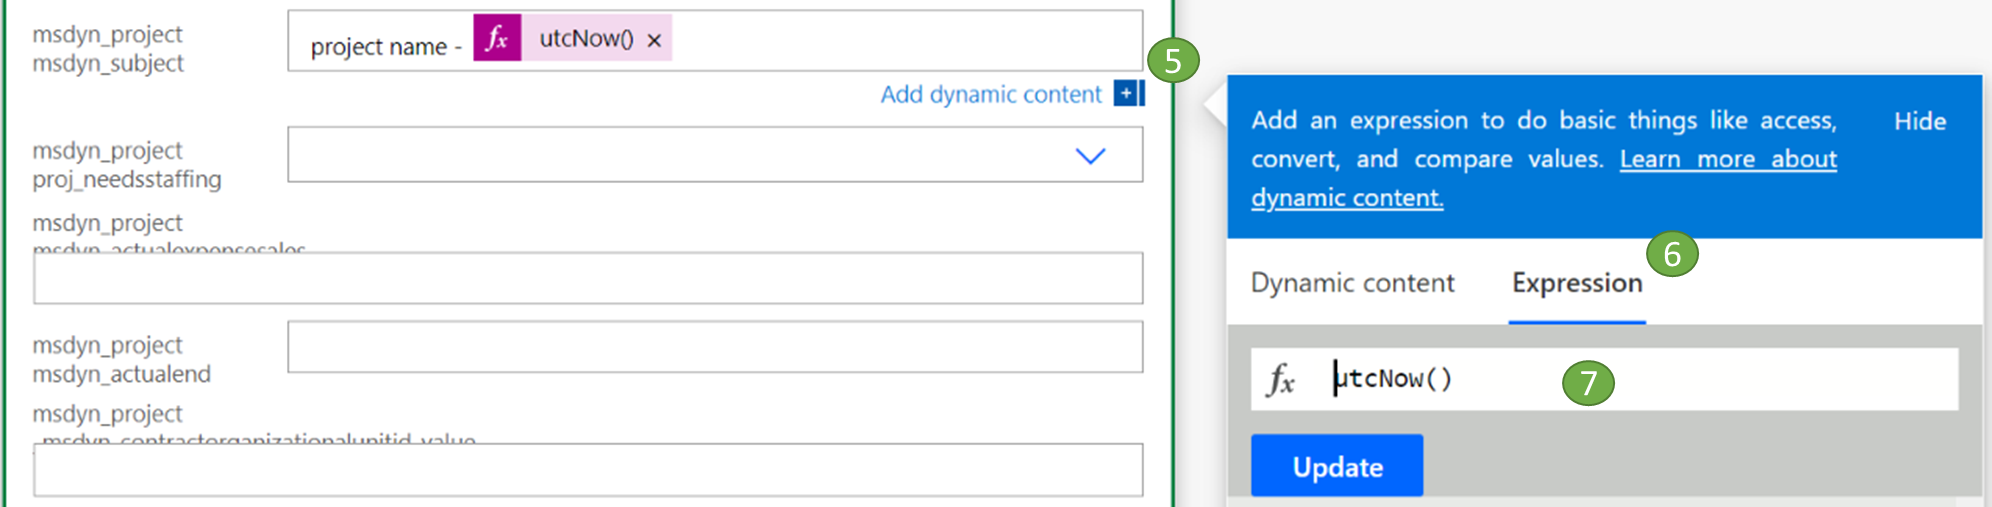 msdyn_project
msdyn_subject
project name - fx utcNow() ×
5
Add dynamic content +
msdyn_project
proj_needsstaffing
msdyn_project
msdyn_actualexpensesales
msdyn_project
msdyn_actualend
msdyn_project
_msdyn_contractorganizationalunitid_value
Add an expression to do basic things like access,
convert, and compare values. Learn more about
dynamic content.
Hide
6
Dynamic content Expression
fx utcNow()
7
Update